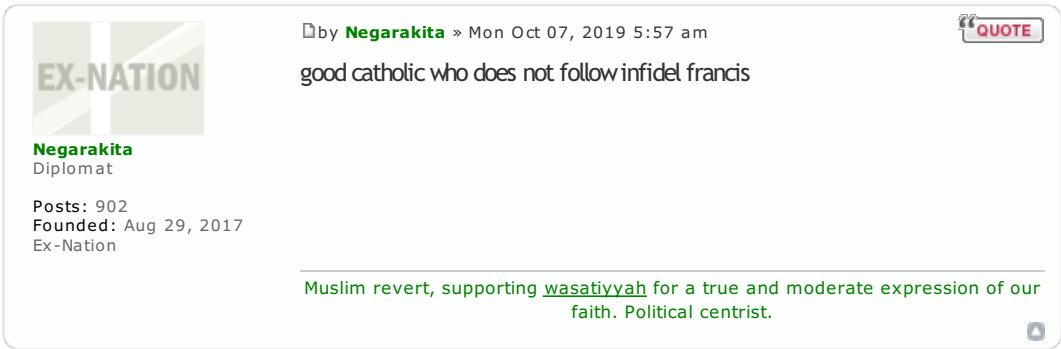 EX-NATION
Negarakita
Diplomat
Posts: 902
Founded: Aug 29, 2017
Ex-Nation
by Negarakita » Mon Oct 07, 2019 5:57 am
QUOTE
good catholic who does not follow infidel francis
Muslim revert, supporting wasatiyyah for a true and moderate expression of our
faith. Political centrist.